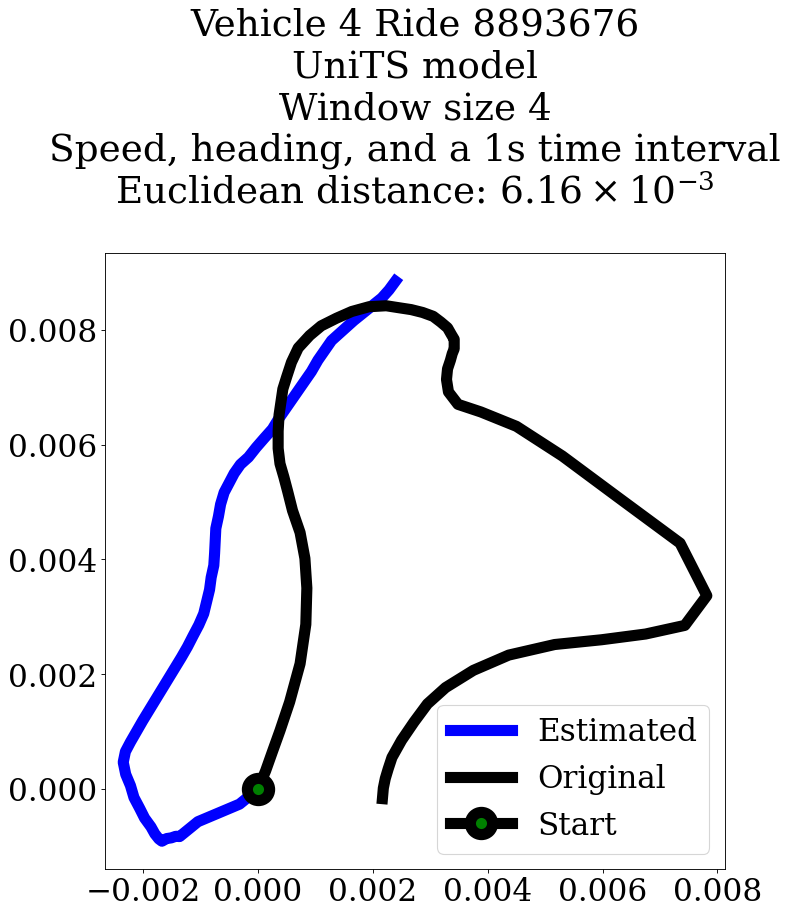 Vehicle 4 Ride 8893676
UniTS model
Window size 4
Speed, heading, and a 1s time interval
Euclidean distance: 6.16 × 10⁻³
0.008
0.006
0.004
0.002
0.000
Estimated
Original
Start
−0.002 0.000 0.002 0.004 0.006 0.008